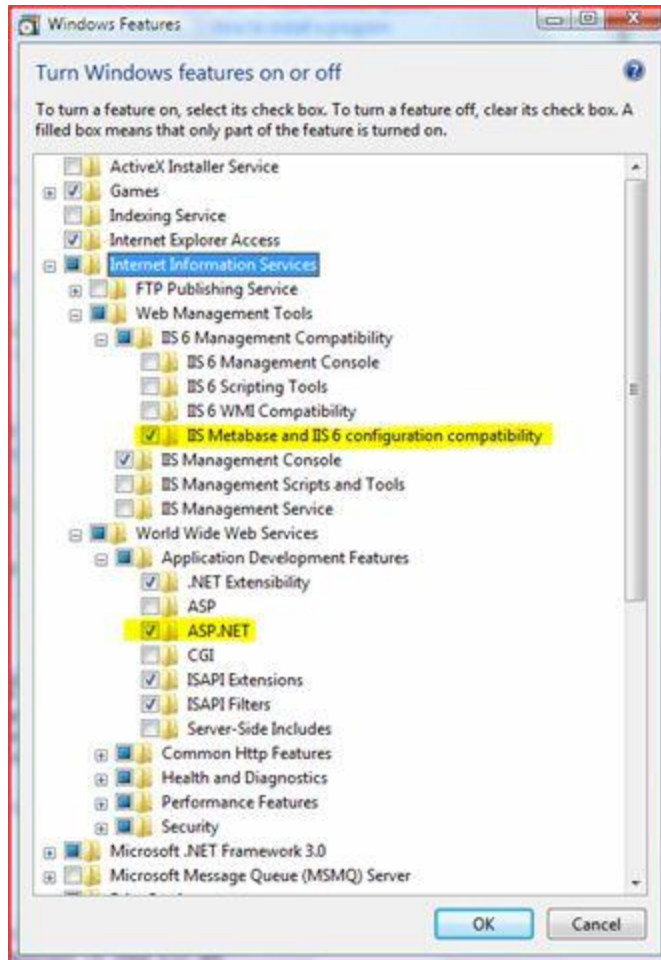 Windows Features
Turn Windows features on or off
To turn a feature on, select its check box. To turn a feature off, clear its check box. A
filled box means that only part of the feature is turned on.
ActiveX Installer Service
Games
Indexing Service
Internet Explorer Access
Internet Information Services
FTP Publishing Service
Web Management Tools
IIS 6 Management Compatibility
IIS 6 Management Console
IIS 6 Scripting Tools
IIS 6 WMI Compatibility
IIS Metabase and IIS 6 configuration compatibility
IIS Management Console
IIS Management Scripts and Tools
IIS Management Service
World Wide Web Services
Application Development Features
.NET Extensibility
ASP
ASP.NET
CGI
ISAPI Extensions
ISAPI Filters
Server-Side Includes
Common Http Features
Health and Diagnostics
Performance Features
Security
Microsoft .NET Framework 3.0
Microsoft Message Queue (MSMQ) Server
OK Cancel